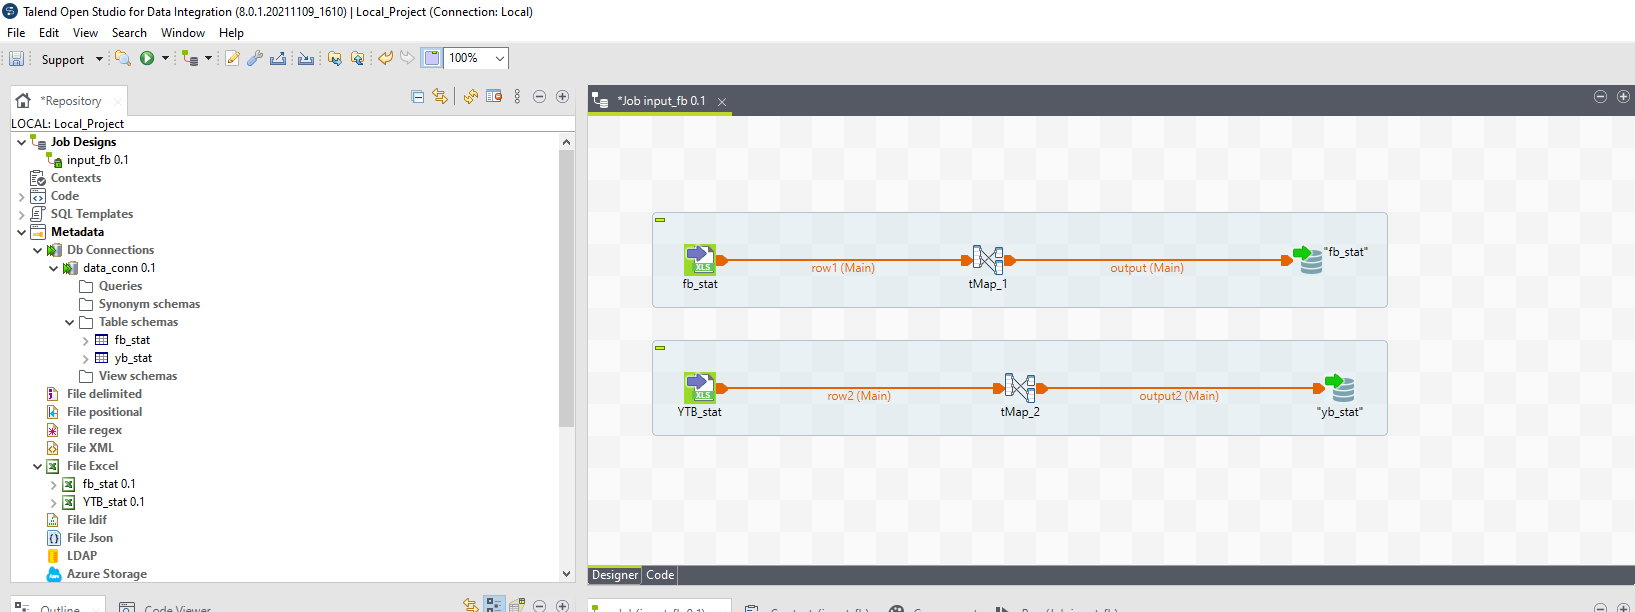 Talend Open Studio for Data Integration (8.0.1.20211109_1610) | Local_Project (Connection: Local)
File Edit View Search Window Help
Support 100%
*Repository
LOCAL: Local_Project
Job Designs
input_fb 0.1
Contexts
Code
SQL Templates
Metadata
Db Connections
data_conn 0.1
Queries
Synonym schemas
Table schemas
fb_stat
yb_stat
View schemas
File delimited
File positional
File regex
File XML
File Excel
fb_stat 0.1
YTB_stat 0.1
File ldif
File Json
LDAP
Azure Storage
Outline Code Viewer
*Job input_fb 0.1
XLS
row1 (Main)
output (Main)
"fb_stat"
fb_stat
tMap_1
XLS
row2 (Main)
output2 (Main)
YTB_stat
tMap_2
"yb_stat"
Designer Code